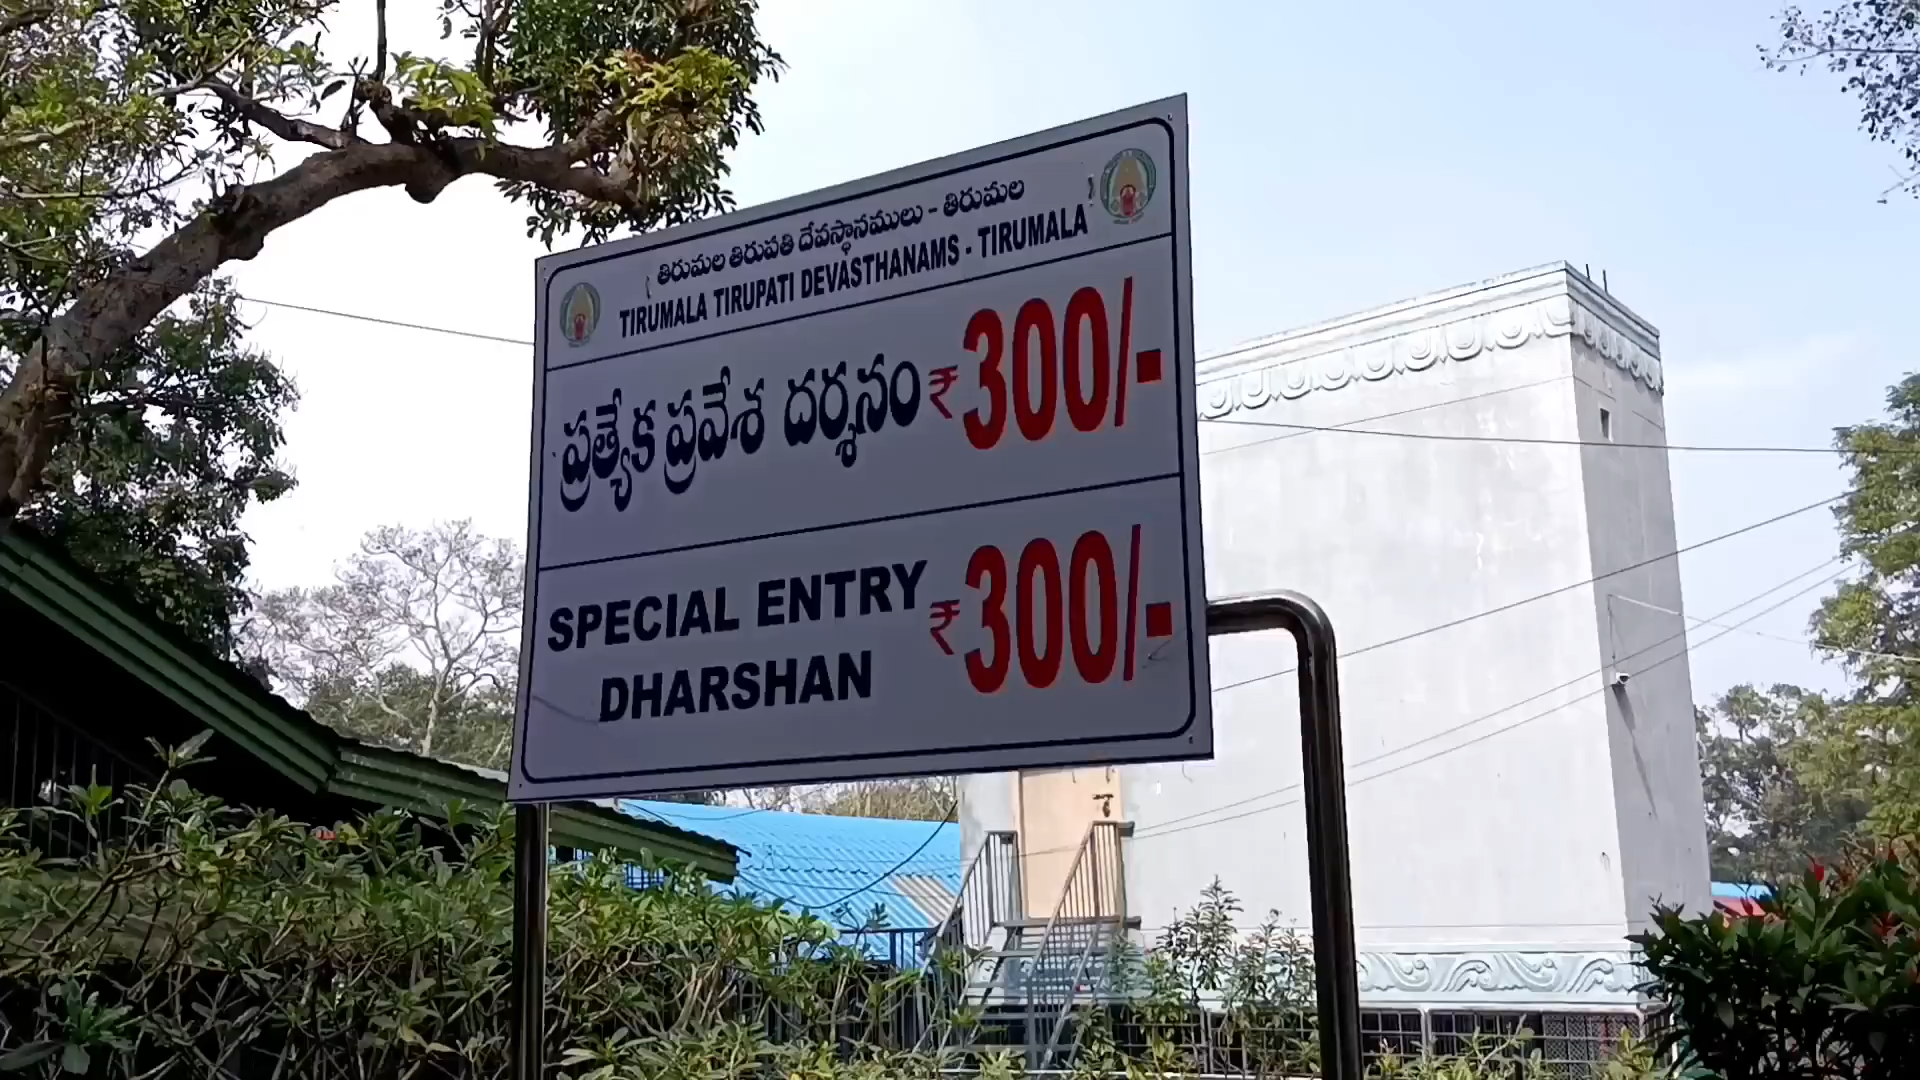 తిరుమల తిరుపతి దేవస్థానములు - తిరుమల
TIRUMALA TIRUPATI DEVASTHANAMS - TIRUMALA
ప్రత్యేక ప్రవేశ దర్శనం ₹ 300/-
SPECIAL ENTRY
DHARSHAN ₹ 300/-